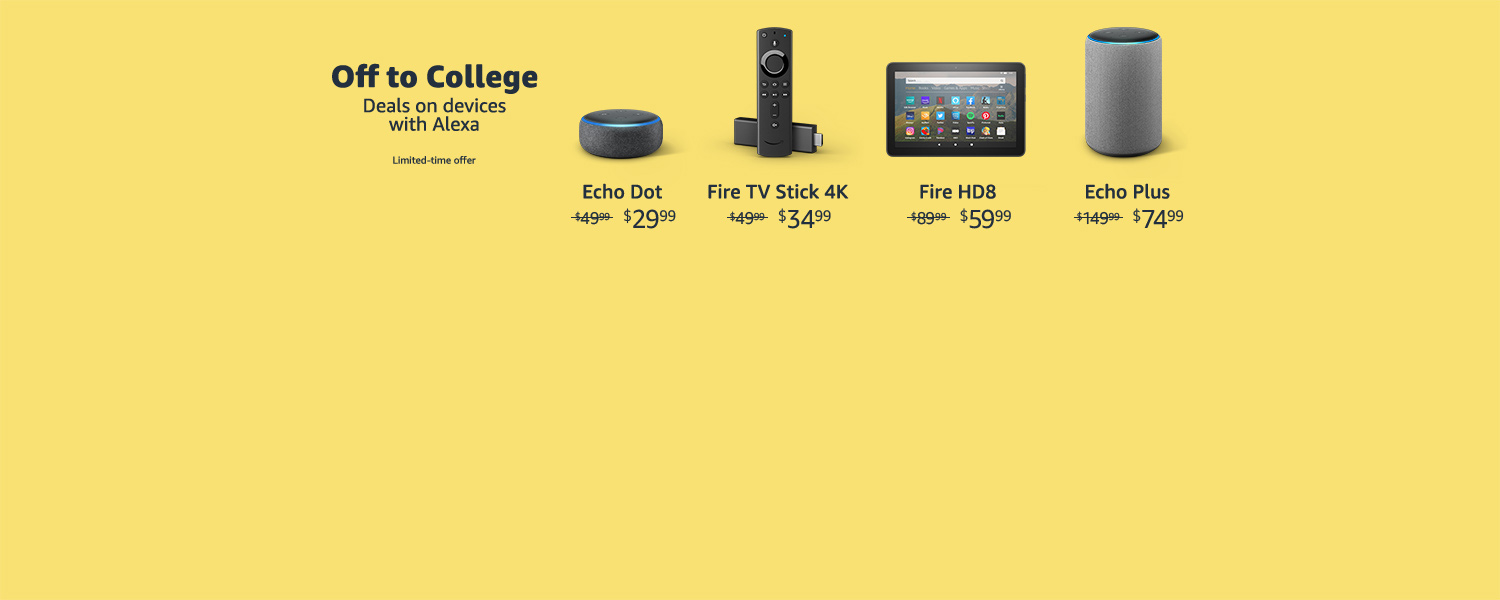 Off to College
Deals on devices
with Alexa
Limited-time offer
Echo Dot
$49.99 $29.99
Fire TV Stick 4K
$49.99 $34.99
Fire HD8
$89.99 $59.99
Echo Plus
$149.99 $74.99